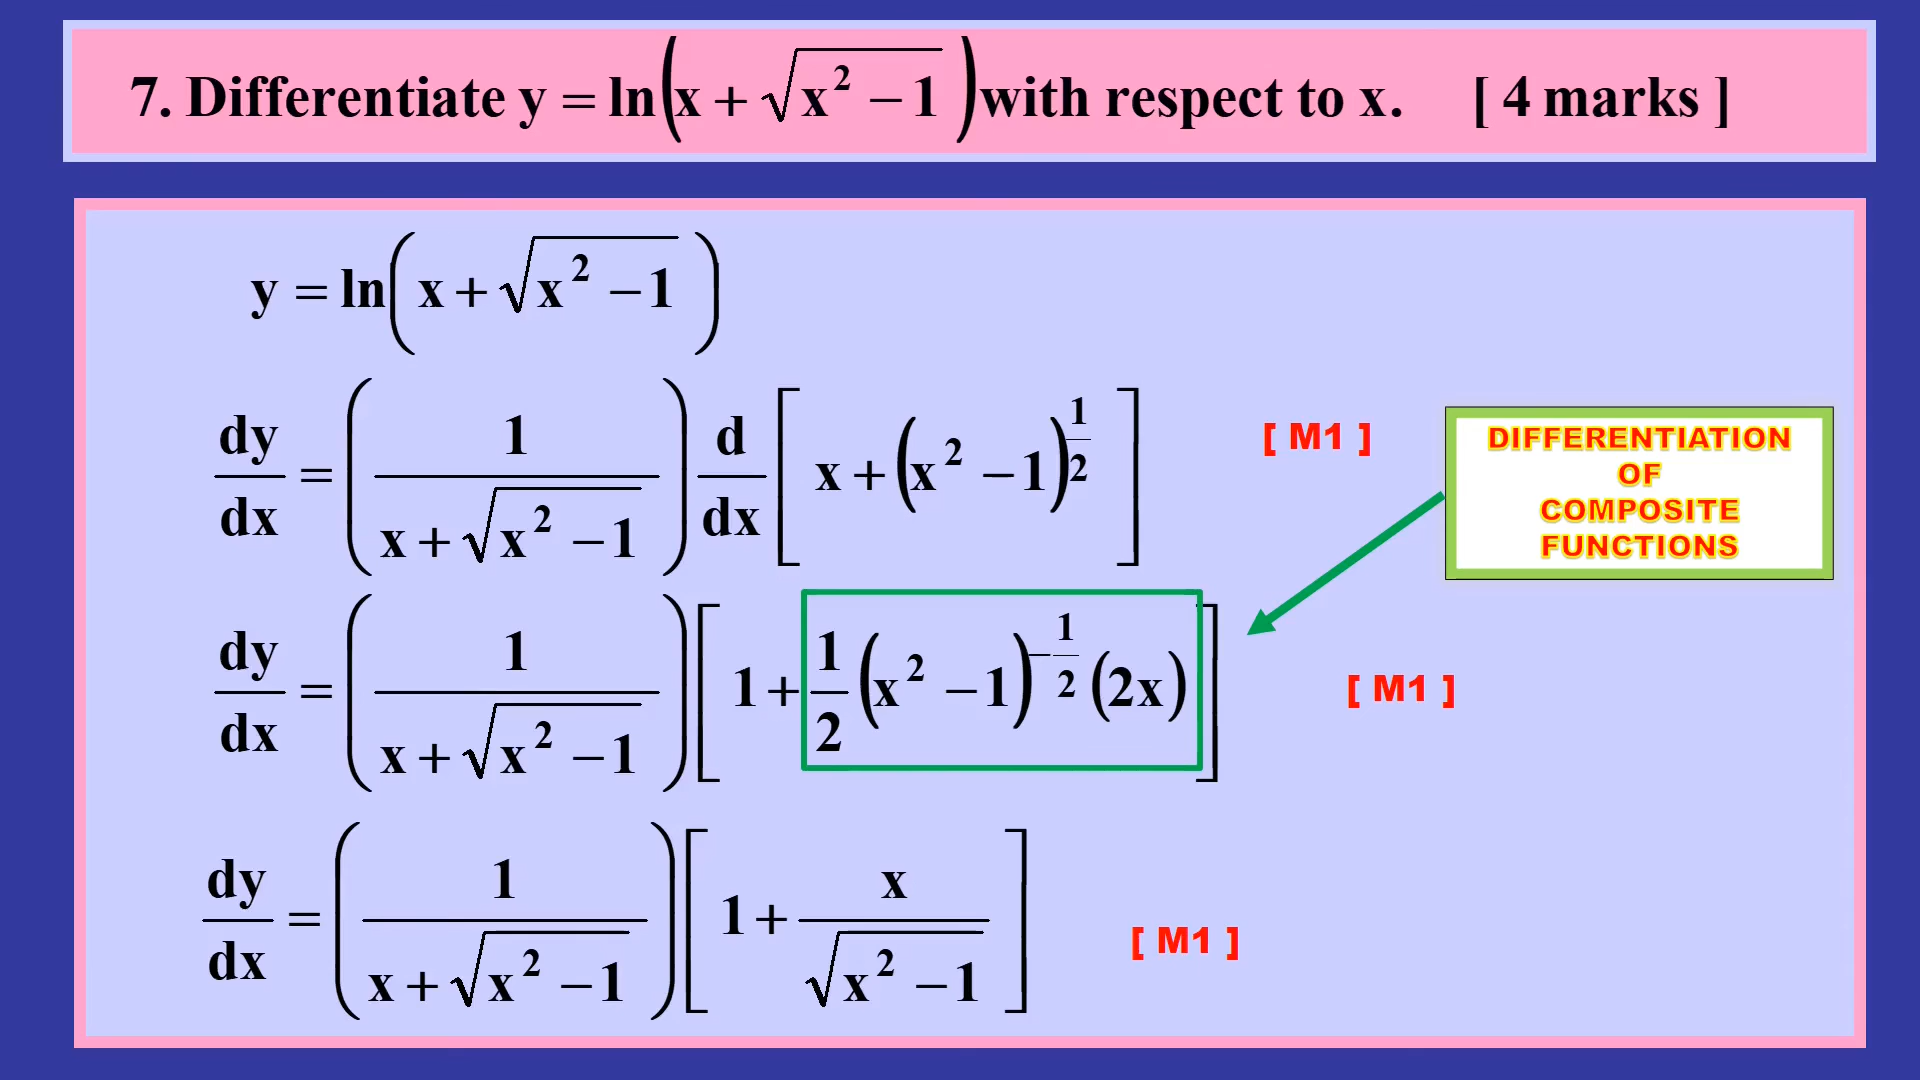 7. Differentiate y = ln(x + √(x² − 1)) with respect to x. [ 4 marks ]
y = ln(x + √(x² − 1))
dy/dx = (1/(x + √(x² − 1))) d/dx [x + (x² − 1)^(1/2)] [ M1 ]
DIFFERENTIATION
OF
COMPOSITE
FUNCTIONS
dy/dx = (1/(x + √(x² − 1))) [1 + 1/2 (x² − 1)^(−1/2) (2x)] [ M1 ]
dy/dx = (1/(x + √(x² − 1))) [1 + x/√(x² − 1)] [ M1 ]